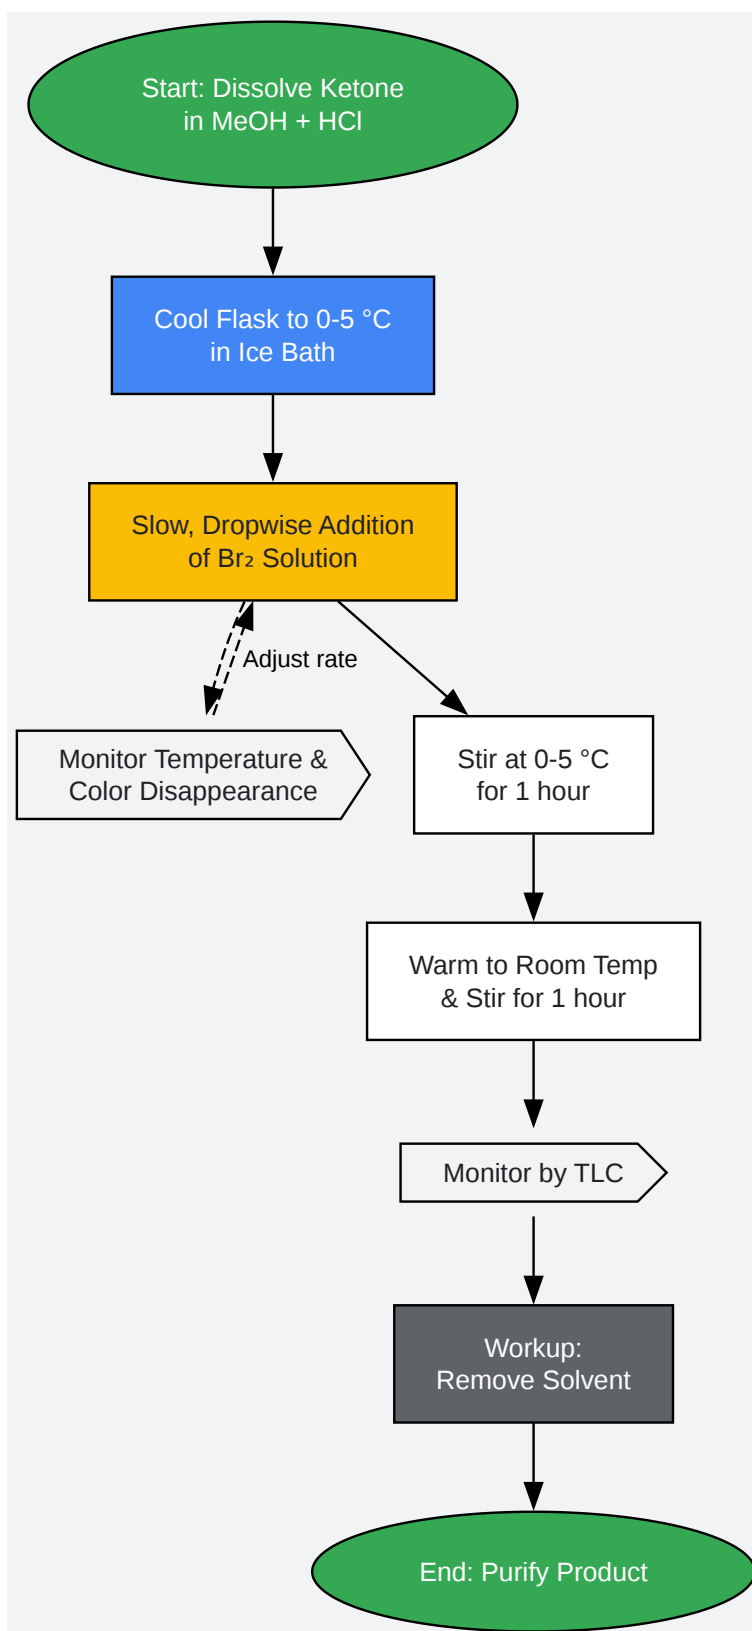 Start: Dissolve Ketone
in MeOH + HCl
Cool Flask to 0-5 °C
in Ice Bath
Slow, Dropwise Addition
of Br₂ Solution
Adjust rate
Monitor Temperature &
Color Disappearance
Stir at 0-5 °C
for 1 hour
Warm to Room Temp
& Stir for 1 hour
Monitor by TLC
Workup:
Remove Solvent
End: Purify Product